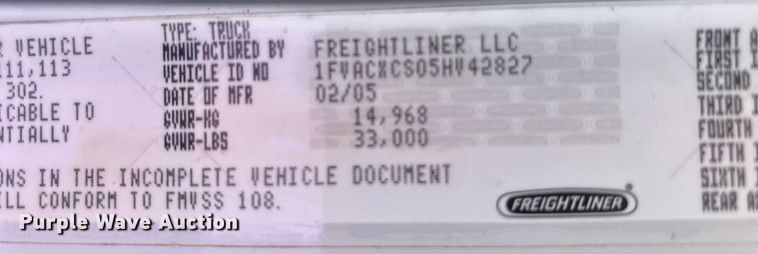 R VEHICLE
111,113
302.
ICABLE TO
NTIALLY
TYPE: TRUCK
MANUFACTURED BY FREIGHTLINER LLC
VEHICLE ID NO 1FVACXCS05HV42827
DATE OF MFR 02/05
GVWR-KG 14,968
GVWR-LBS 33,000
ONS IN THE INCOMPLETE VEHICLE DOCUMENT
ILL CONFORM TO FMVSS 108.
FREIGHTLINER
FRONT A
FIRST I
SECOND
THIRD I
FOURTH
FIFTH I
SIXTH I
REAR A
Purple Wave Auction